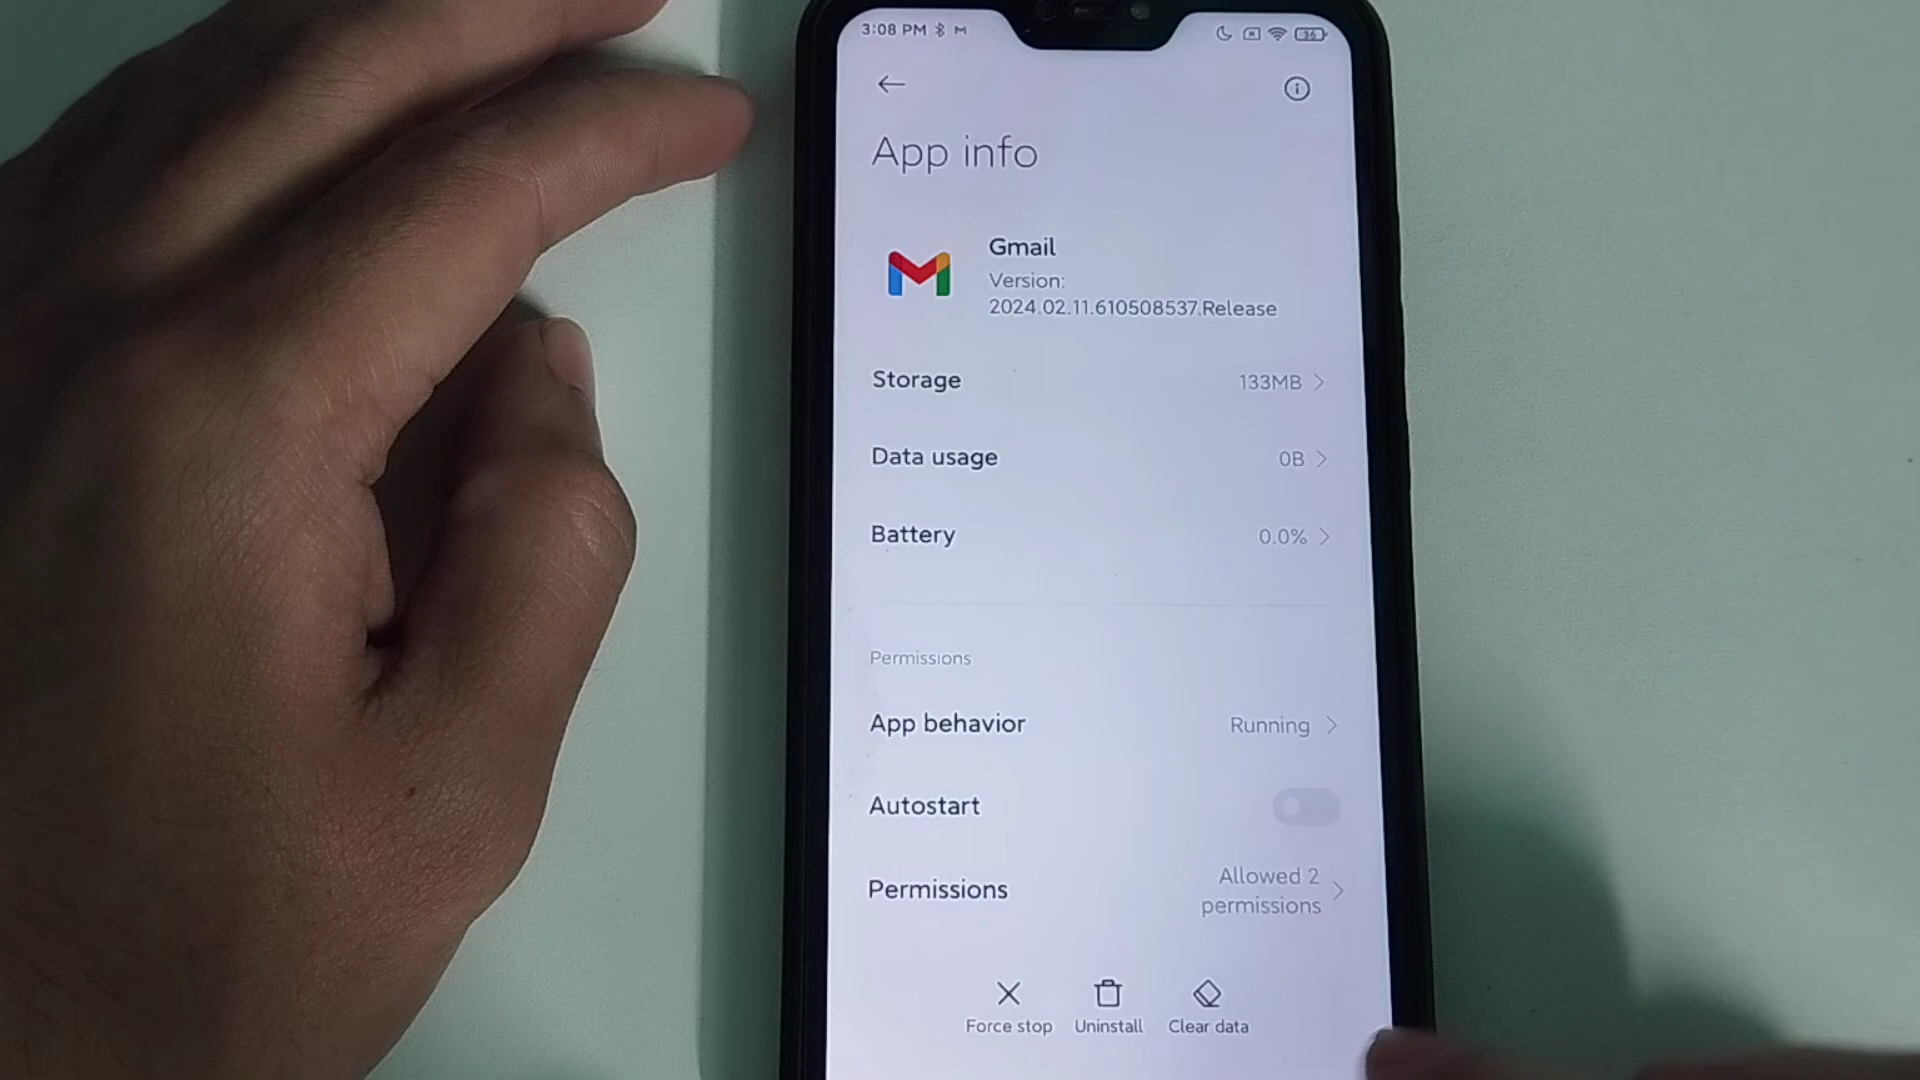 3:08 PM
36
App info
Gmail
Version:
2024.02.11.610508537.Release
Storage 133MB
Data usage 0B
Battery 0.0%
Permissions
App behavior Running
Autostart
Permissions Allowed 2
permissions
Force stop Uninstall Clear data